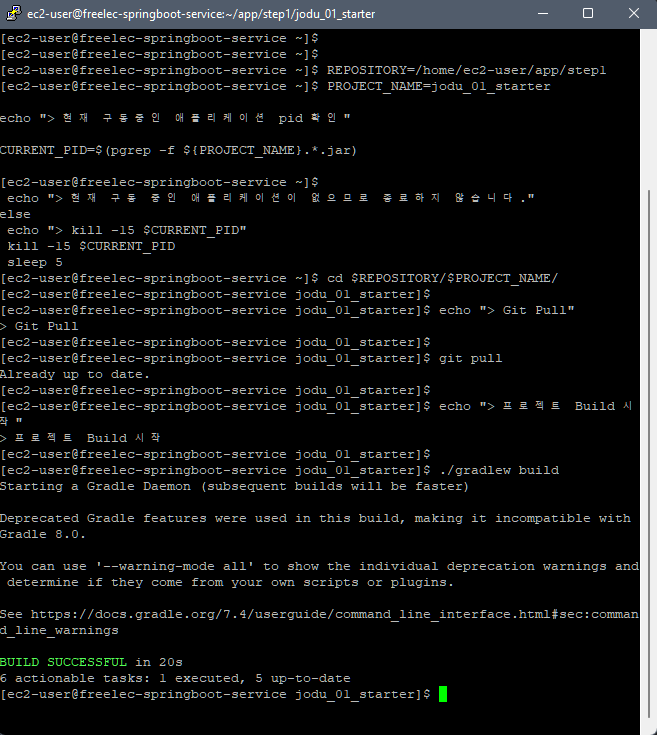 ec2-user@freelec-springboot-service:~/app/step1/jodu_01_starter
[ec2-user@freelec-springboot-service ~]$
[ec2-user@freelec-springboot-service ~]$
[ec2-user@freelec-springboot-service ~]$ REPOSITORY=/home/ec2-user/app/step1
[ec2-user@freelec-springboot-service ~]$ PROJECT_NAME=jodu_01_starter
echo "> 현재 구동중인 애플리케이션 pid 확인"
CURRENT_PID=$(pgrep -f ${PROJECT_NAME}.*.jar)
[ec2-user@freelec-springboot-service ~]$
echo "> 현재 구동 중인 애플리케이션이 없으므로 종료하지 않습니다."
else
echo "> kill -15 $CURRENT_PID"
kill -15 $CURRENT_PID
sleep 5
[ec2-user@freelec-springboot-service ~]$ cd $REPOSITORY/$PROJECT_NAME/
[ec2-user@freelec-springboot-service jodu_01_starter]$
[ec2-user@freelec-springboot-service jodu_01_starter]$ echo "> Git Pull"
> Git Pull
[ec2-user@freelec-springboot-service jodu_01_starter]$
[ec2-user@freelec-springboot-service jodu_01_starter]$ git pull
Already up to date.
[ec2-user@freelec-springboot-service jodu_01_starter]$
[ec2-user@freelec-springboot-service jodu_01_starter]$ echo "> 프로젝트 Build 시
작"
> 프로젝트 Build 시작
[ec2-user@freelec-springboot-service jodu_01_starter]$
[ec2-user@freelec-springboot-service jodu_01_starter]$ ./gradlew build
Starting a Gradle Daemon (subsequent builds will be faster)
Deprecated Gradle features were used in this build, making it incompatible with
Gradle 8.0.
You can use '--warning-mode all' to show the individual deprecation warnings and
determine if they come from your own scripts or plugins.
See https://docs.gradle.org/7.4/userguide/command_line_interface.html#sec:comman
d_line_warnings
BUILD SUCCESSFUL in 20s
6 actionable tasks: 1 executed, 5 up-to-date
[ec2-user@freelec-springboot-service jodu_01_starter]$